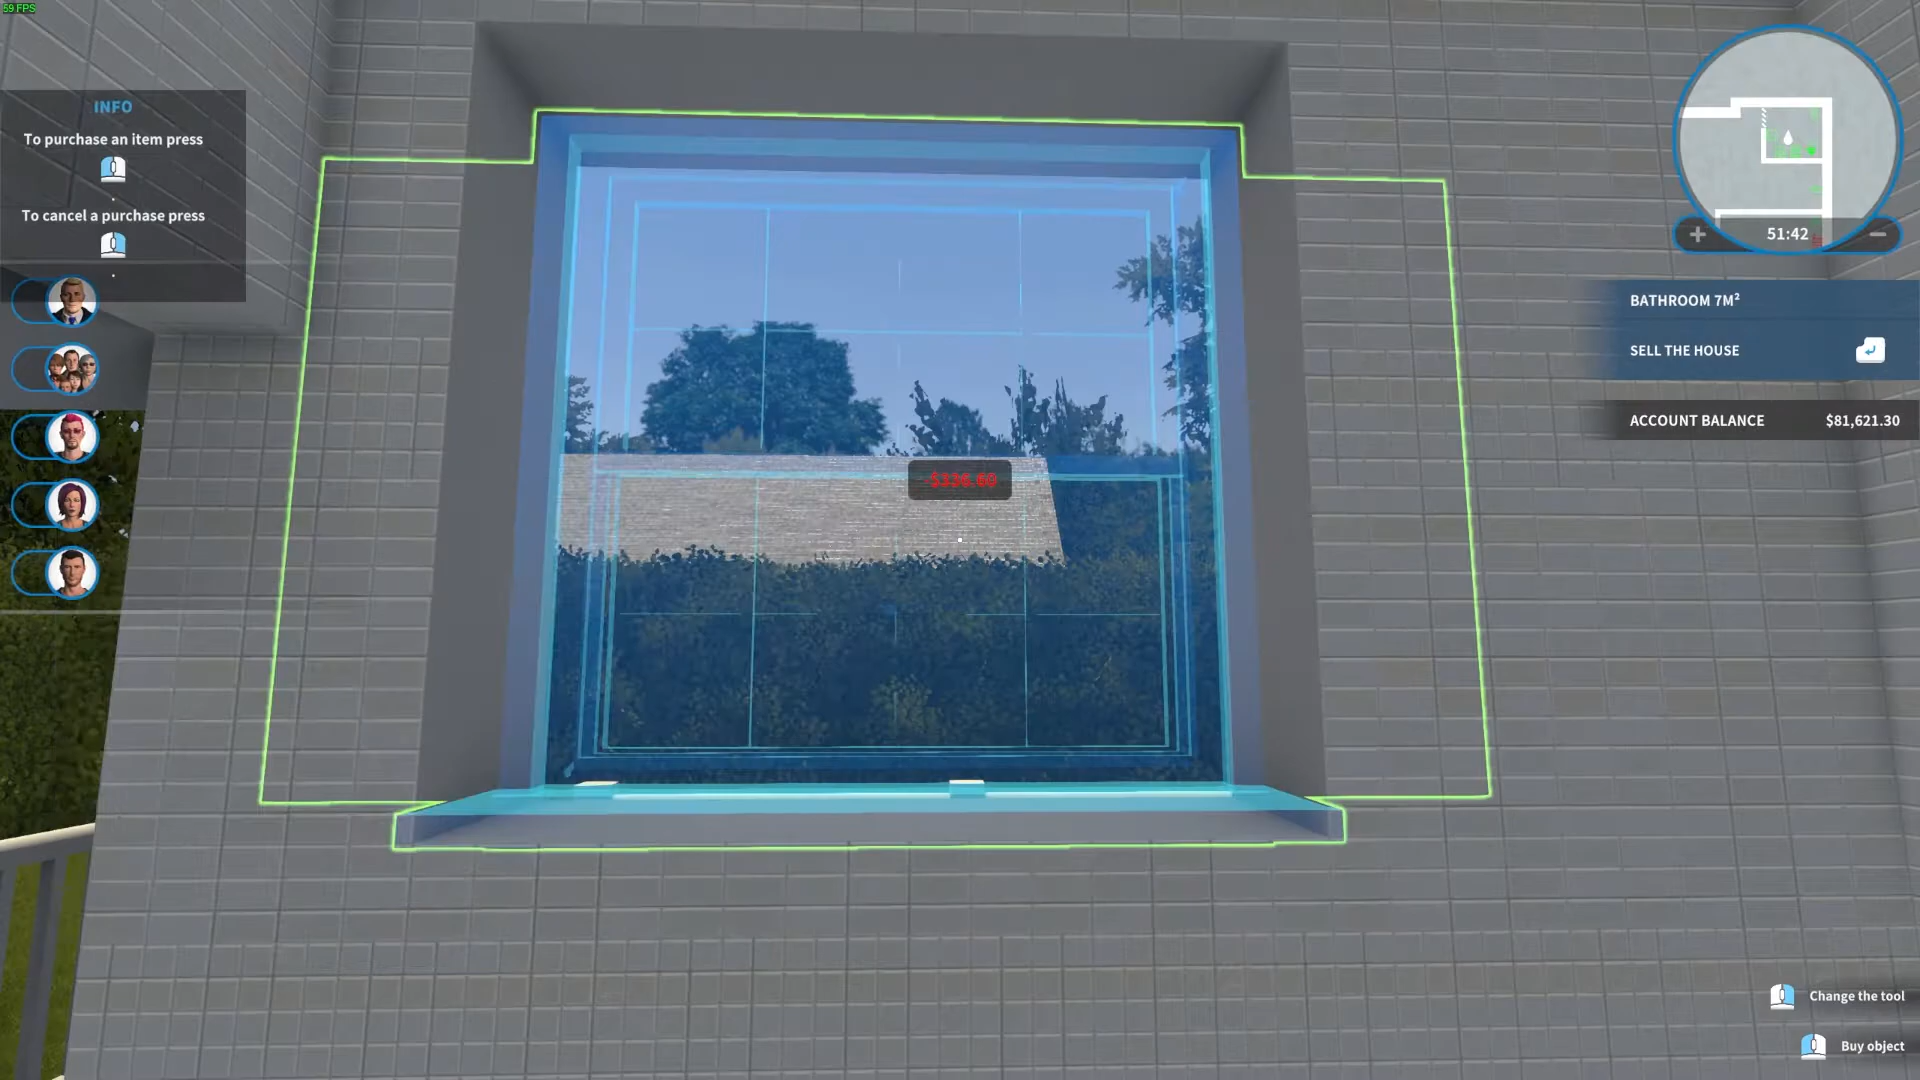 59 FPS
INFO
To purchase an item press
.
To cancel a purchase press
.
51:42
BATHROOM 7M²
SELL THE HOUSE
ACCOUNT BALANCE $81,621.30
-$336.60
Change the tool
Buy object